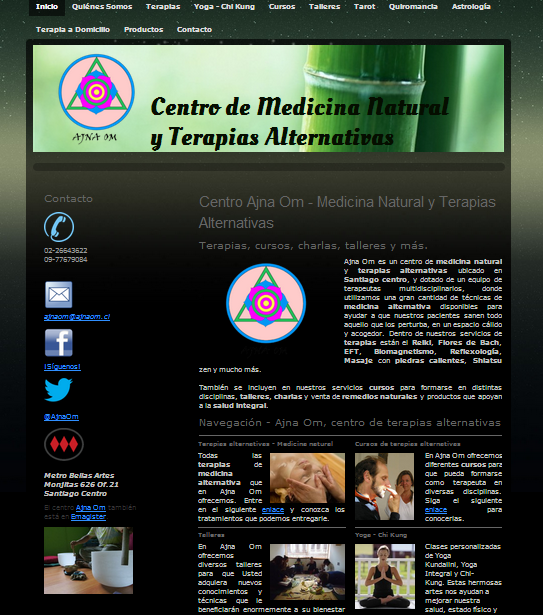 Inicio Quiénes Somos Terapias Yoga - Chi Kung Cursos Talleres Tarot Quiromancia Astrología
Terapia a Domicilio Productos Contacto
AJNA OM
Centro de Medicina Natural
y Terapias Alternativas
Contacto
02-26643622
09-77679084
ajnaom@ajnaom.cl
¡Síguenos!
@AjnaOm
Metro Bellas Artes
Monjitas 626 Of.21
Santiago Centro
El centro Ajna Om también
está en Emagister
Centro Ajna Om - Medicina Natural y Terapias
Alternativas
Terapias, cursos, charlas, talleres y más.
Ajna Om es un centro de medicina natural
y terapias alternativas ubicado en
Santiago centro, y dotado de un equipo de
terapeutas multidisciplinarios, donde
utilizamos una gran cantidad de técnicas de
medicina alternativa disponibles para
ayudar a que nuestros pacientes sanen todo
aquello que los perturba, en un espacio cálido
y acogedor. Dentro de nuestros servicios de
terapias están el Reiki, Flores de Bach,
EFT, Biomagnetismo, Reflexología,
Masaje con piedras calientes, Shiatsu
zen y mucho más.
También se incluyen en nuestros servicios cursos para formarse en distintas
disciplinas, talleres, charlas y venta de remedios naturales y productos que apoyan
a la salud integral.
Navegación - Ajna Om, centro de terapias alternativas
Terapias alternativas - Medicina natural
Todas las
terapias de
medicina
alternativa que
en Ajna Om
ofrecemos. Entre
en el siguiente enlace y conozca los
tratamientos que podemos entregarle.
Cursos de terapias alternativas
En Ajna Om ofrecemos
diferentes cursos para
que pueda formarse
como terapeuta en
diversas disciplinas.
Siga el siguiente
enlace para
conocerlas.
Talleres
En Ajna Om
ofrecemos
diversos talleres
para que Usted
adquiera nuevos
conocimientos y
técnicas que le
beneficiarán enormemente a su bienestar
Yoga - Chi Kung
Clases personalizadas
de Yoga
Kundalini, Yoga
Integral y Chi-
Kung. Estas hermosas
artes nos ayudan a
mejorar nuestra
salud, estado físico y